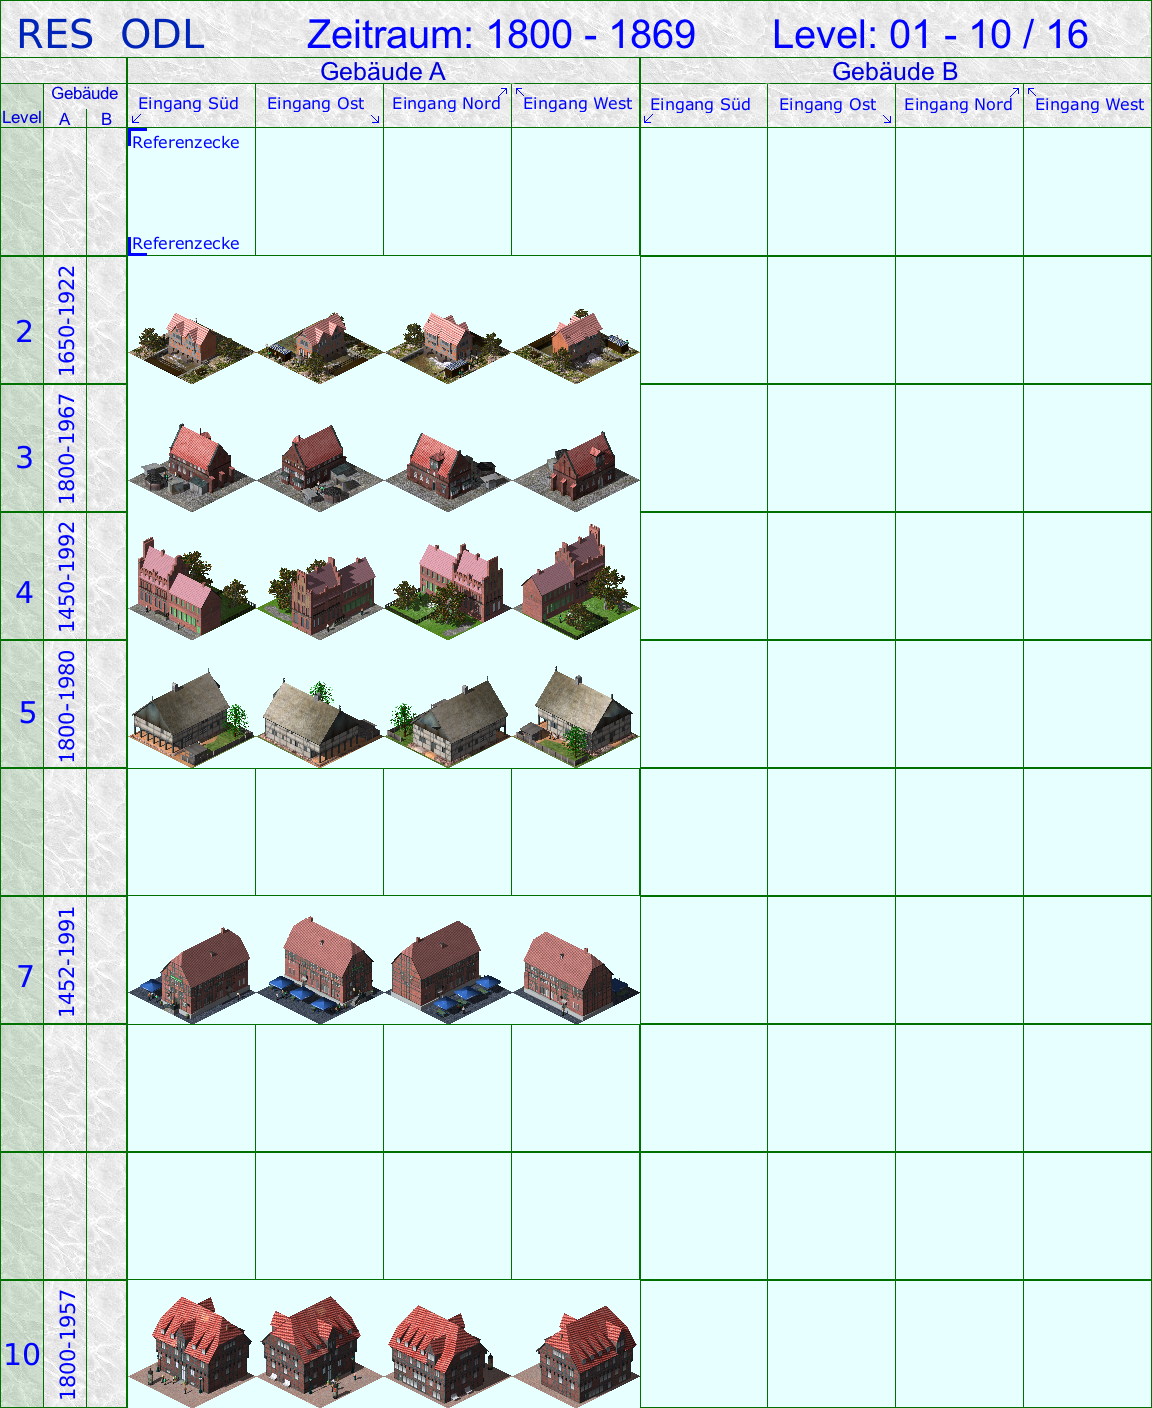 RES ODL Zeitraum: 1800 - 1869 Level: 01 - 10 / 16
Gebäude A Gebäude B
Gebäude
Level A B
Eingang Süd Eingang Ost Eingang Nord Eingang West Eingang Süd Eingang Ost Eingang Nord Eingang West
Referenzecke
Referenzecke
2 1650-1922
3 1800-1967
4 1450-1992
5 1800-1980
7 1452-1991
10 1800-1957